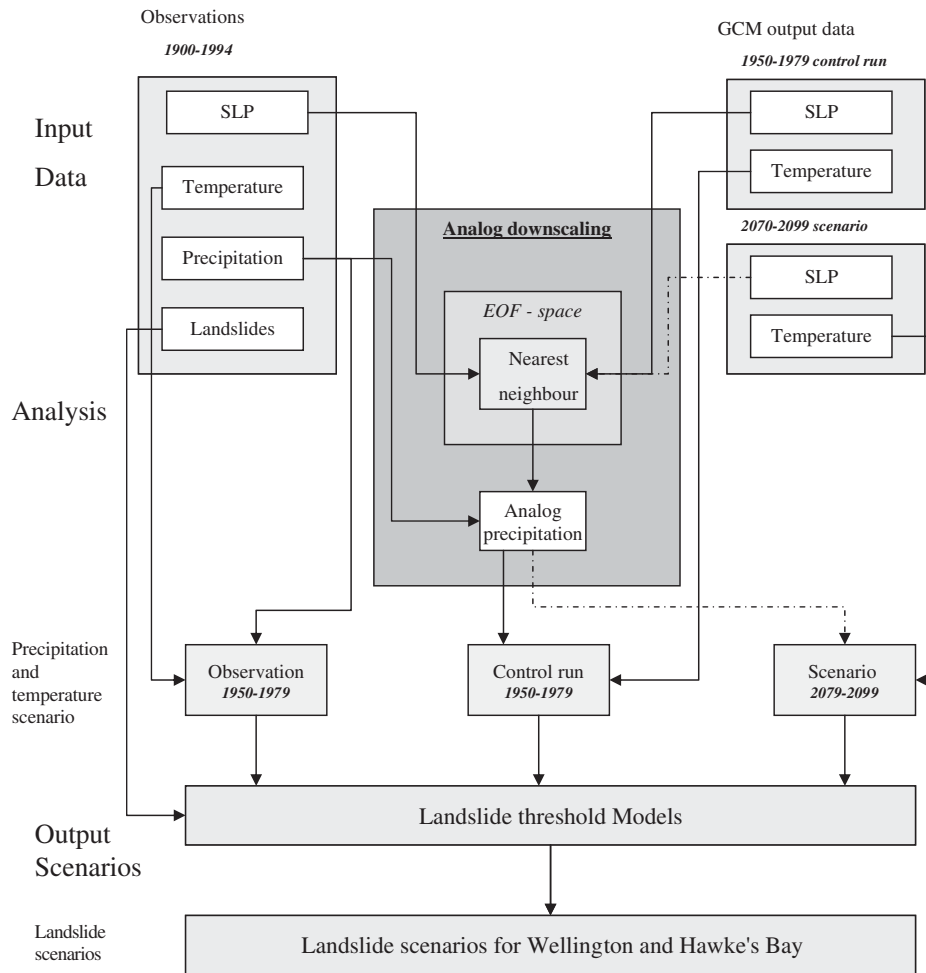 Observations
1900-1994
GCM output data
1950-1979 control run
Input
Data
SLP
Temperature
Precipitation
Landslides
SLP
Temperature
2070-2099 scenario
SLP
Temperature
Analog downscaling
EOF - space
Nearest
neighbour
Analysis
Analog
precipitation
Precipitation
and
temperature
scenario
Observation
1950-1979
Control run
1950-1979
Scenario
2079-2099
Landslide threshold Models
Output
Scenarios
Landslide
scenarios
Landslide scenarios for Wellington and Hawke's Bay